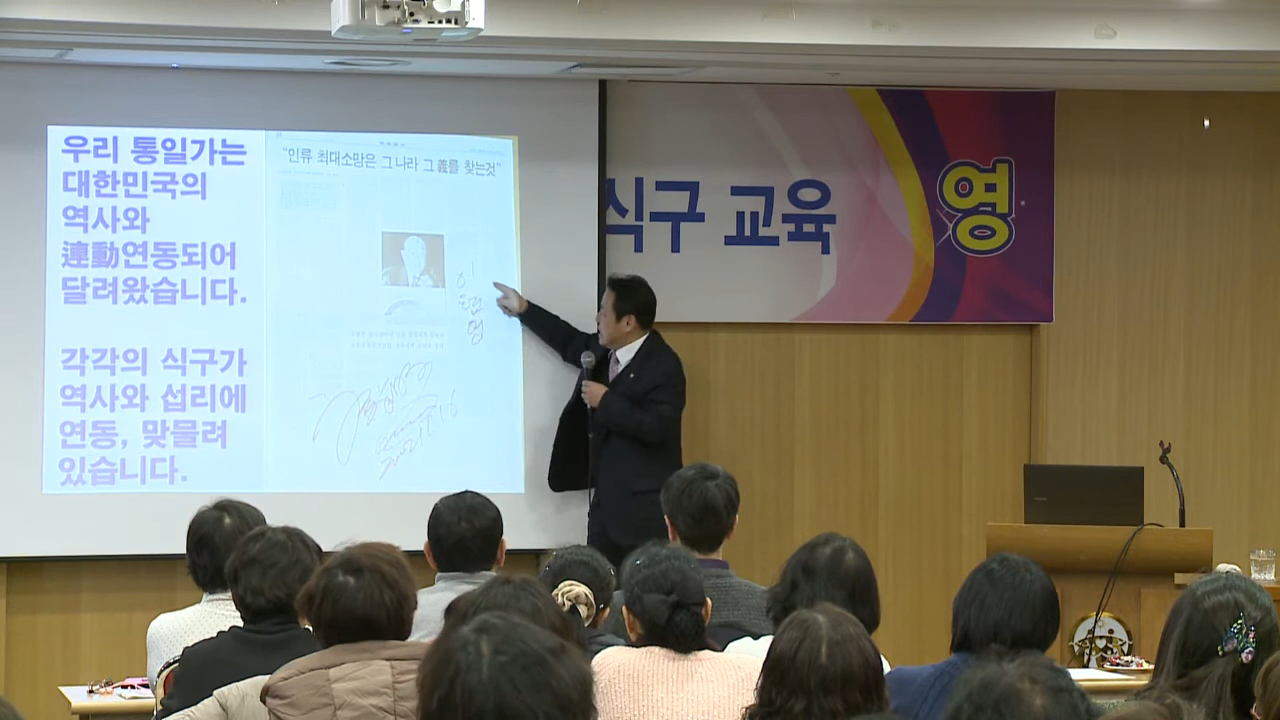 우리 통일가는
대한민국의
역사와
連動연동되어
달려왔습니다.
각각의 식구가
역사와 섭리에
연동, 맞물려
있습니다.
"인류 최대소망은 그나라 그義를 찾는것"
식구 교육
영